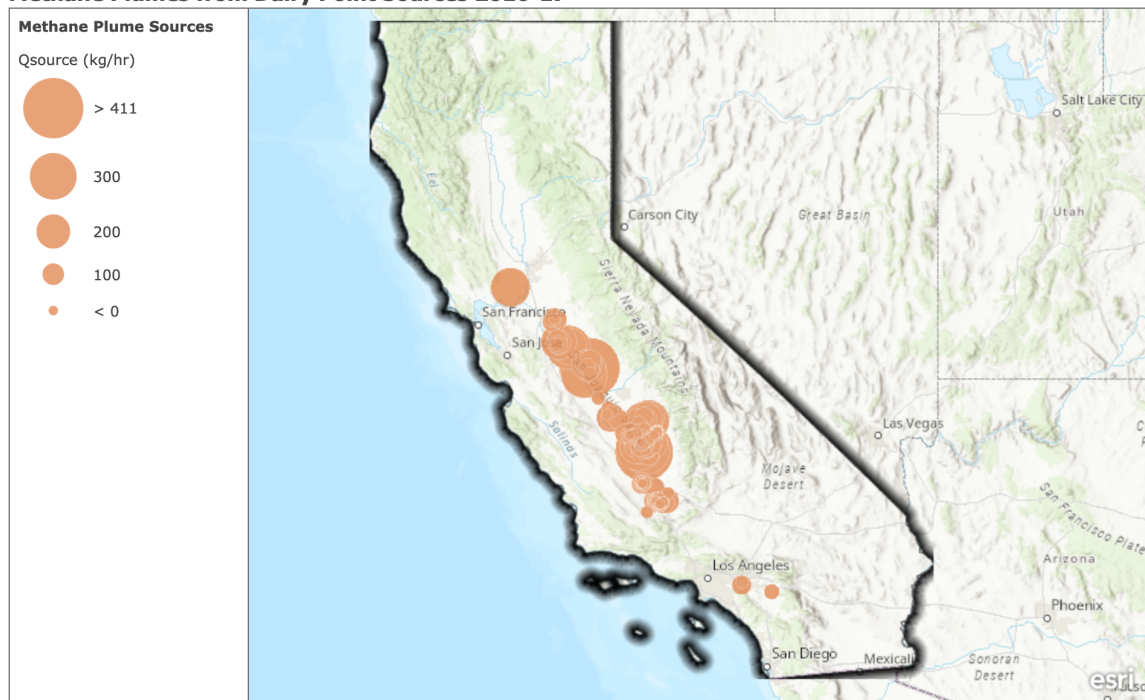 Methane Plume Sources
Qsource (kg/hr)
> 411
300
200
100
< 0
Salt Lake City
Eel
Carson City
Great Basin
Utah
Sierra Nevada Mountains
San Francisco
San Jose
Las Vegas
Salinas
Mojave
Desert
San Francisco Plate
Arizona
Los Angeles
Phoenix
San Diego
Mexicali
Sonoran
Desert
esri